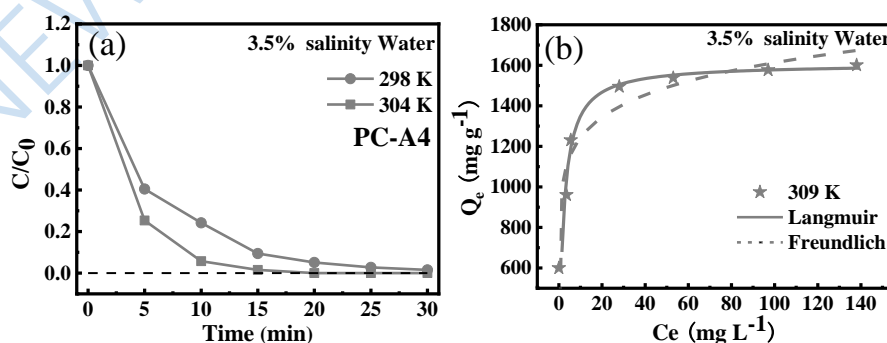 (a)
3.5% salinity Water
298 K
304 K
PC-A4
C/C0
1.2
1.0
0.8
0.6
0.4
0.2
0.0
0 5 10 15 20 25 30
Time (min)
(b)
3.5% salinity Water
Qe (mg g-1)
1800
1600
1400
1200
1000
800
600
309 K
Langmuir
Freundlich
0 20 40 60 80 100 120 140
Ce (mg L-1)